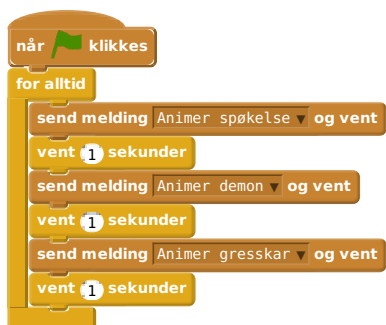 når klikkes
for alltid
send melding Animer spøkelse og vent
vent 1 sekunder
send melding Animer demon og vent
vent 1 sekunder
send melding Animer gresskar og vent
vent 1 sekunder